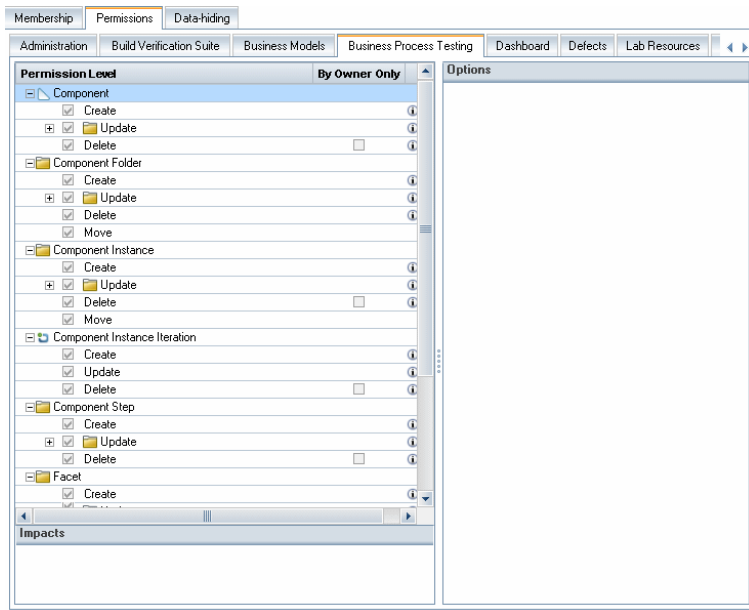 Membership Permissions Data-hiding
Administration Build Verification Suite Business Models Business Process Testing Dashboard Defects Lab Resources
Permission Level By Owner Only Options
Component
Create
Update
Delete
Component Folder
Create
Update
Delete
Move
Component Instance
Create
Update
Delete
Move
Component Instance Iteration
Create
Update
Delete
Component Step
Create
Update
Delete
Facet
Create
Impacts